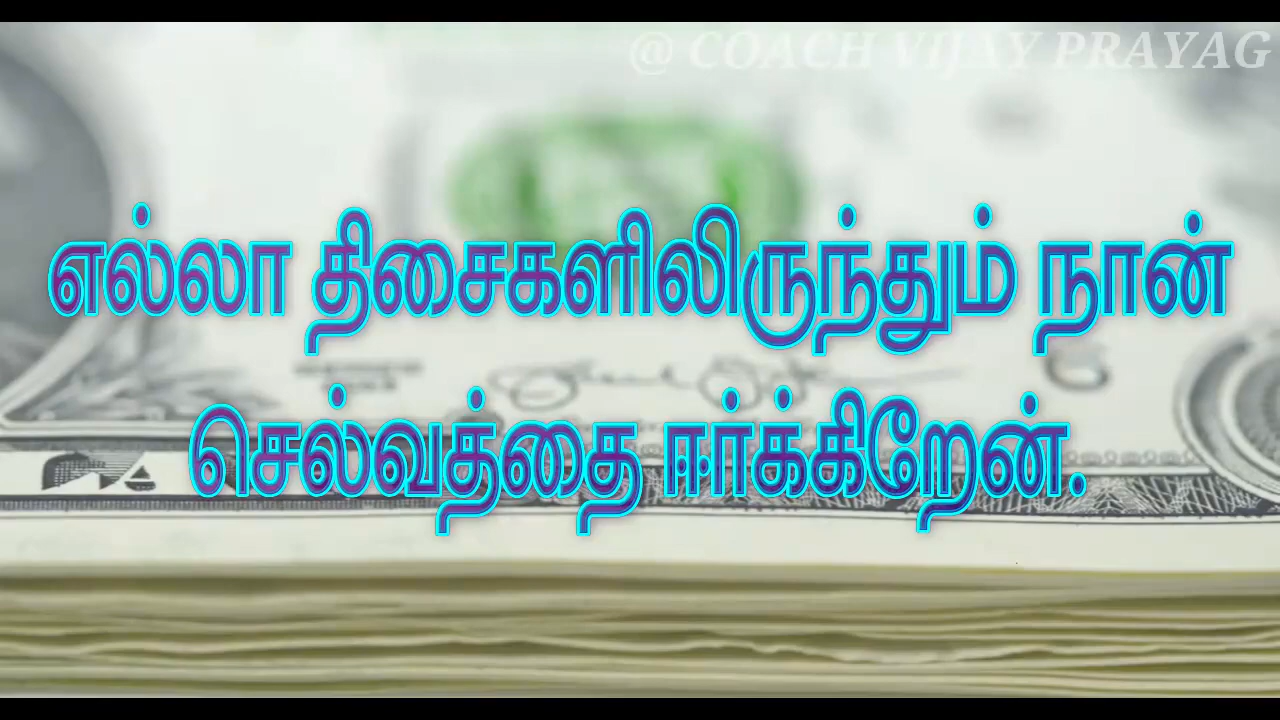 @ COACH VIJAY PRAYAG
எல்லா திசைகளிலிருந்தும் நான்
செல்வத்தை ஈர்க்கிறேன்.